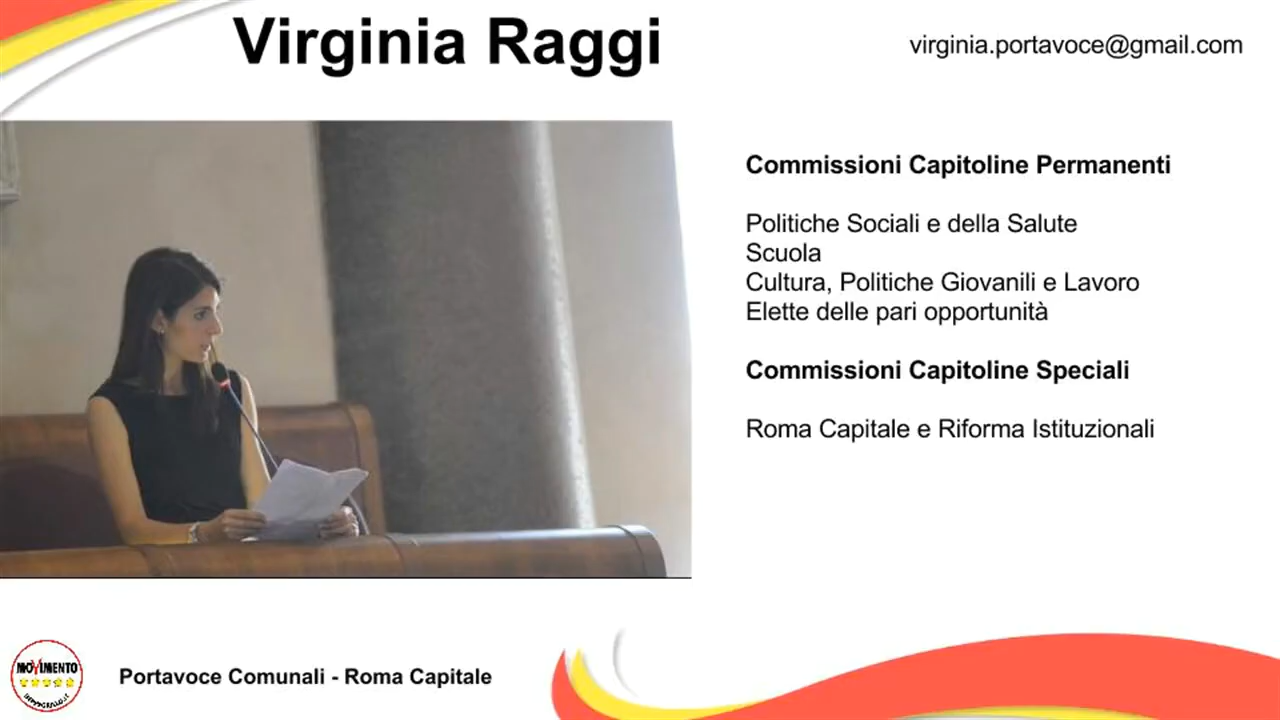 Virginia Raggi
virginia.portavoce@gmail.com
Commissioni Capitoline Permanenti
Politiche Sociali e della Salute
Scuola
Cultura, Politiche Giovanili e Lavoro
Elette delle pari opportunità
Commissioni Capitoline Speciali
Roma Capitale e Riforma Istituzionali
MOVIMENTO
Portavoce Comunali - Roma Capitale